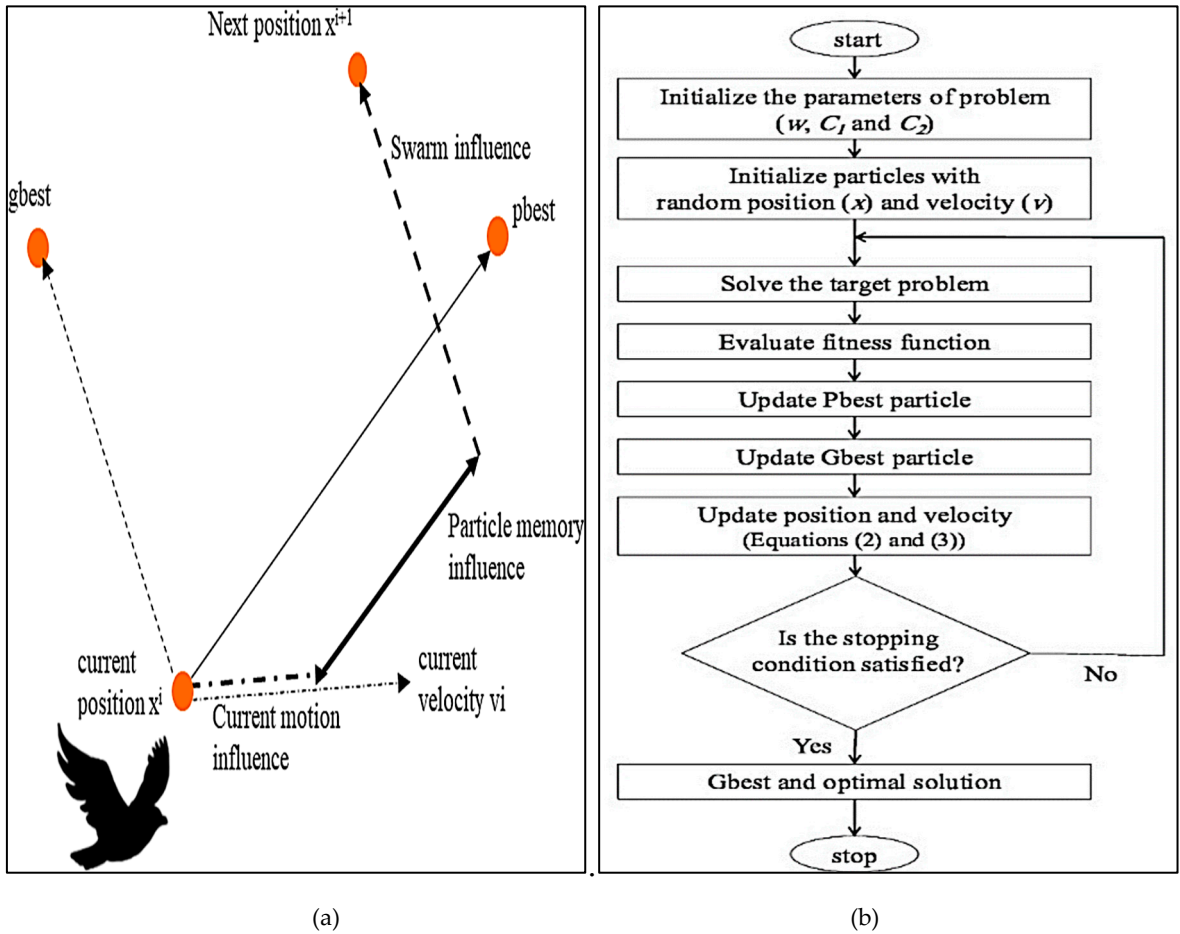 Next position xⁱ⁺¹
Swarm influence
gbest
pbest
Particle memory
influence
current
position xⁱ
current
velocity vi
Current motion
influence
(a)
start
Initialize the parameters of problem
(w, C₁ and C₂)
Initialize particles with
random position (x) and velocity (v)
Solve the target problem
Evaluate fitness function
Update Pbest particle
Update Gbest particle
Update position and velocity
(Equations (2) and (3))
Is the stopping
condition satisfied?
No
Yes
Gbest and optimal solution
stop
.
(b)